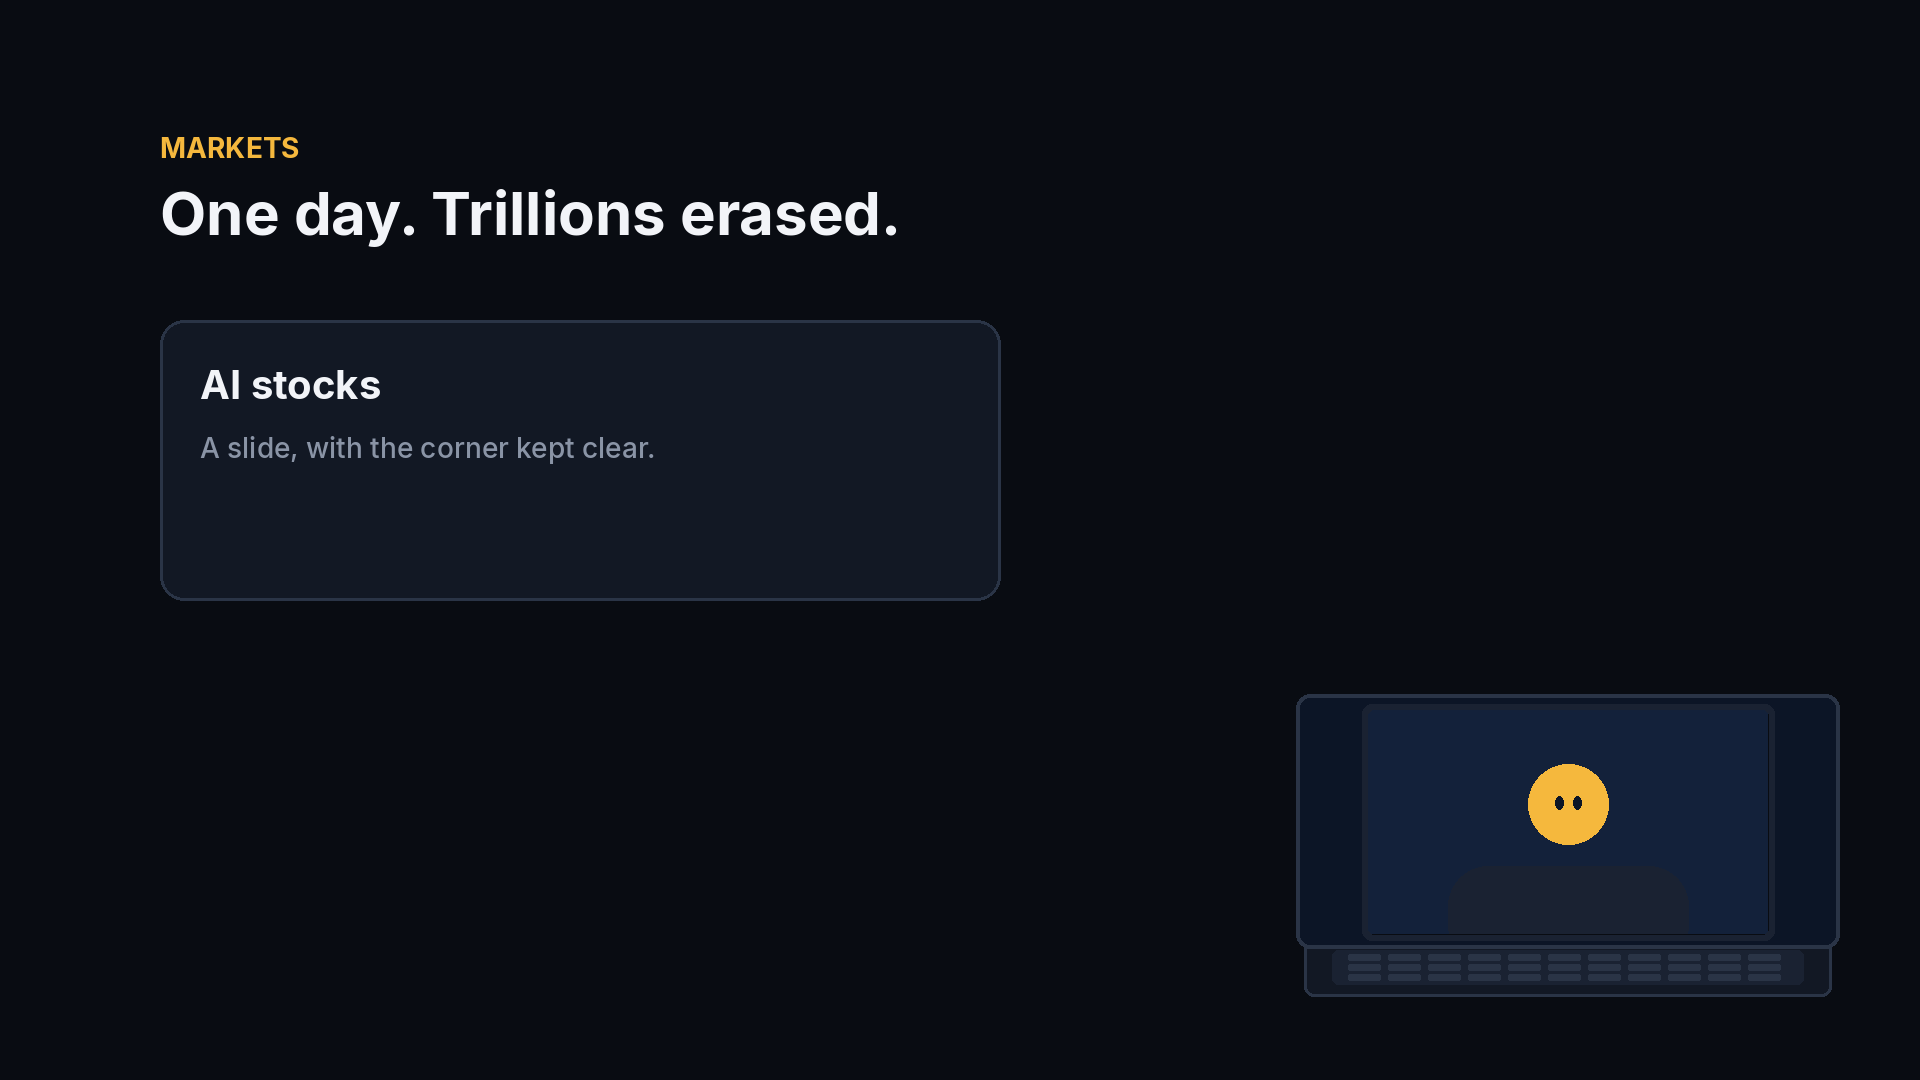 MARKETS
One day. Trillions erased.
AI stocks
A slide, with the corner kept clear.